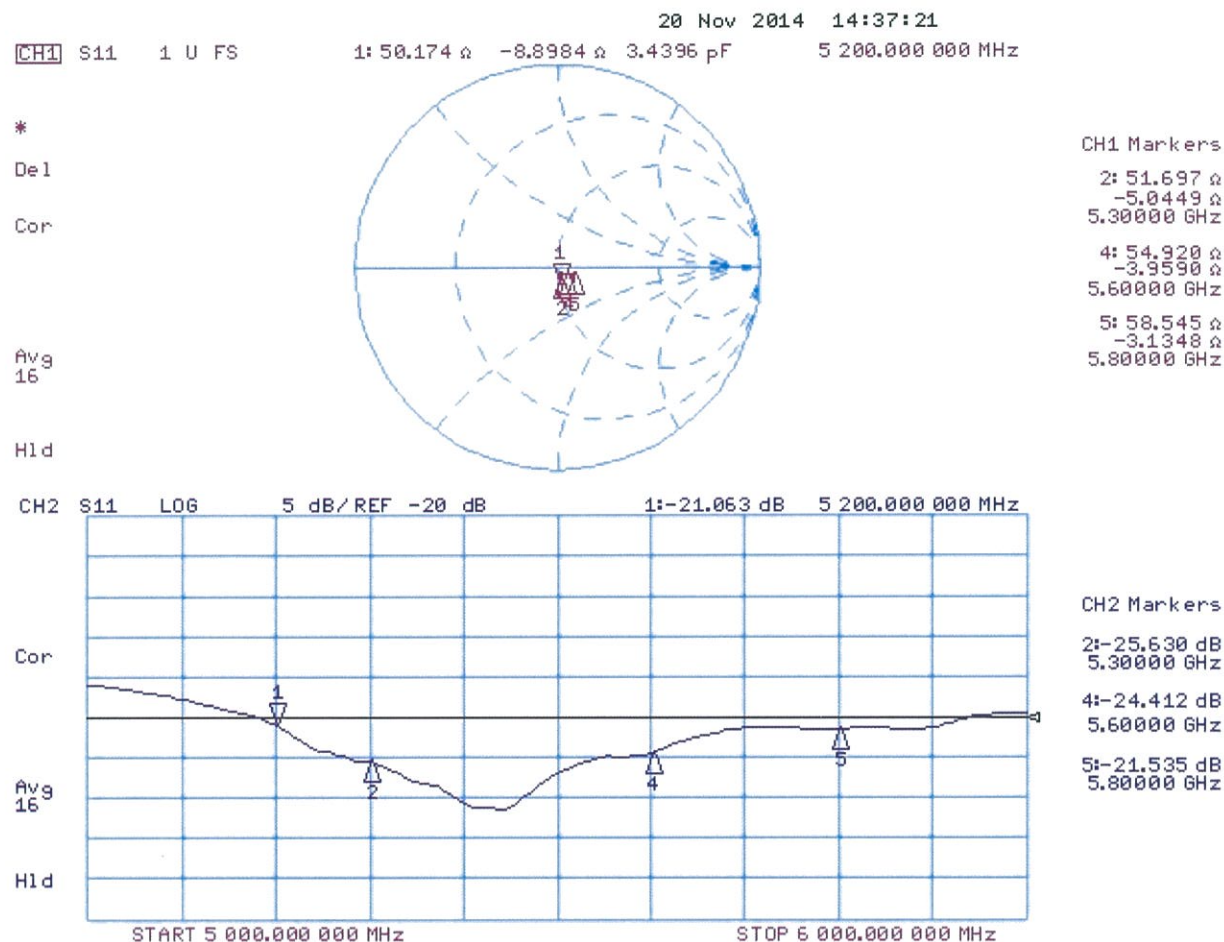 20 Nov 2014 14:37:21
CH1 S11 1 U FS 1: 50.174 Ω -8.8984 Ω 3.4396 pF 5 200.000 000 MHz
*
Del
Cor
Avg
16
Hld
1
CH1 Markers
2: 51.697 Ω
-5.0449 Ω
5.30000 GHz
4: 54.920 Ω
-3.9590 Ω
5.60000 GHz
5: 58.545 Ω
-3.1348 Ω
5.80000 GHz
CH2 S11 LOG 5 dB/REF -20 dB 1:-21.063 dB 5 200.000 000 MHz
Cor
Avg
16
Hld
1
2
4
5
CH2 Markers
2:-25.630 dB
5.30000 GHz
4:-24.412 dB
5.60000 GHz
5:-21.535 dB
5.80000 GHz
START 5 000.000 000 MHz STOP 6 000.000 000 MHz